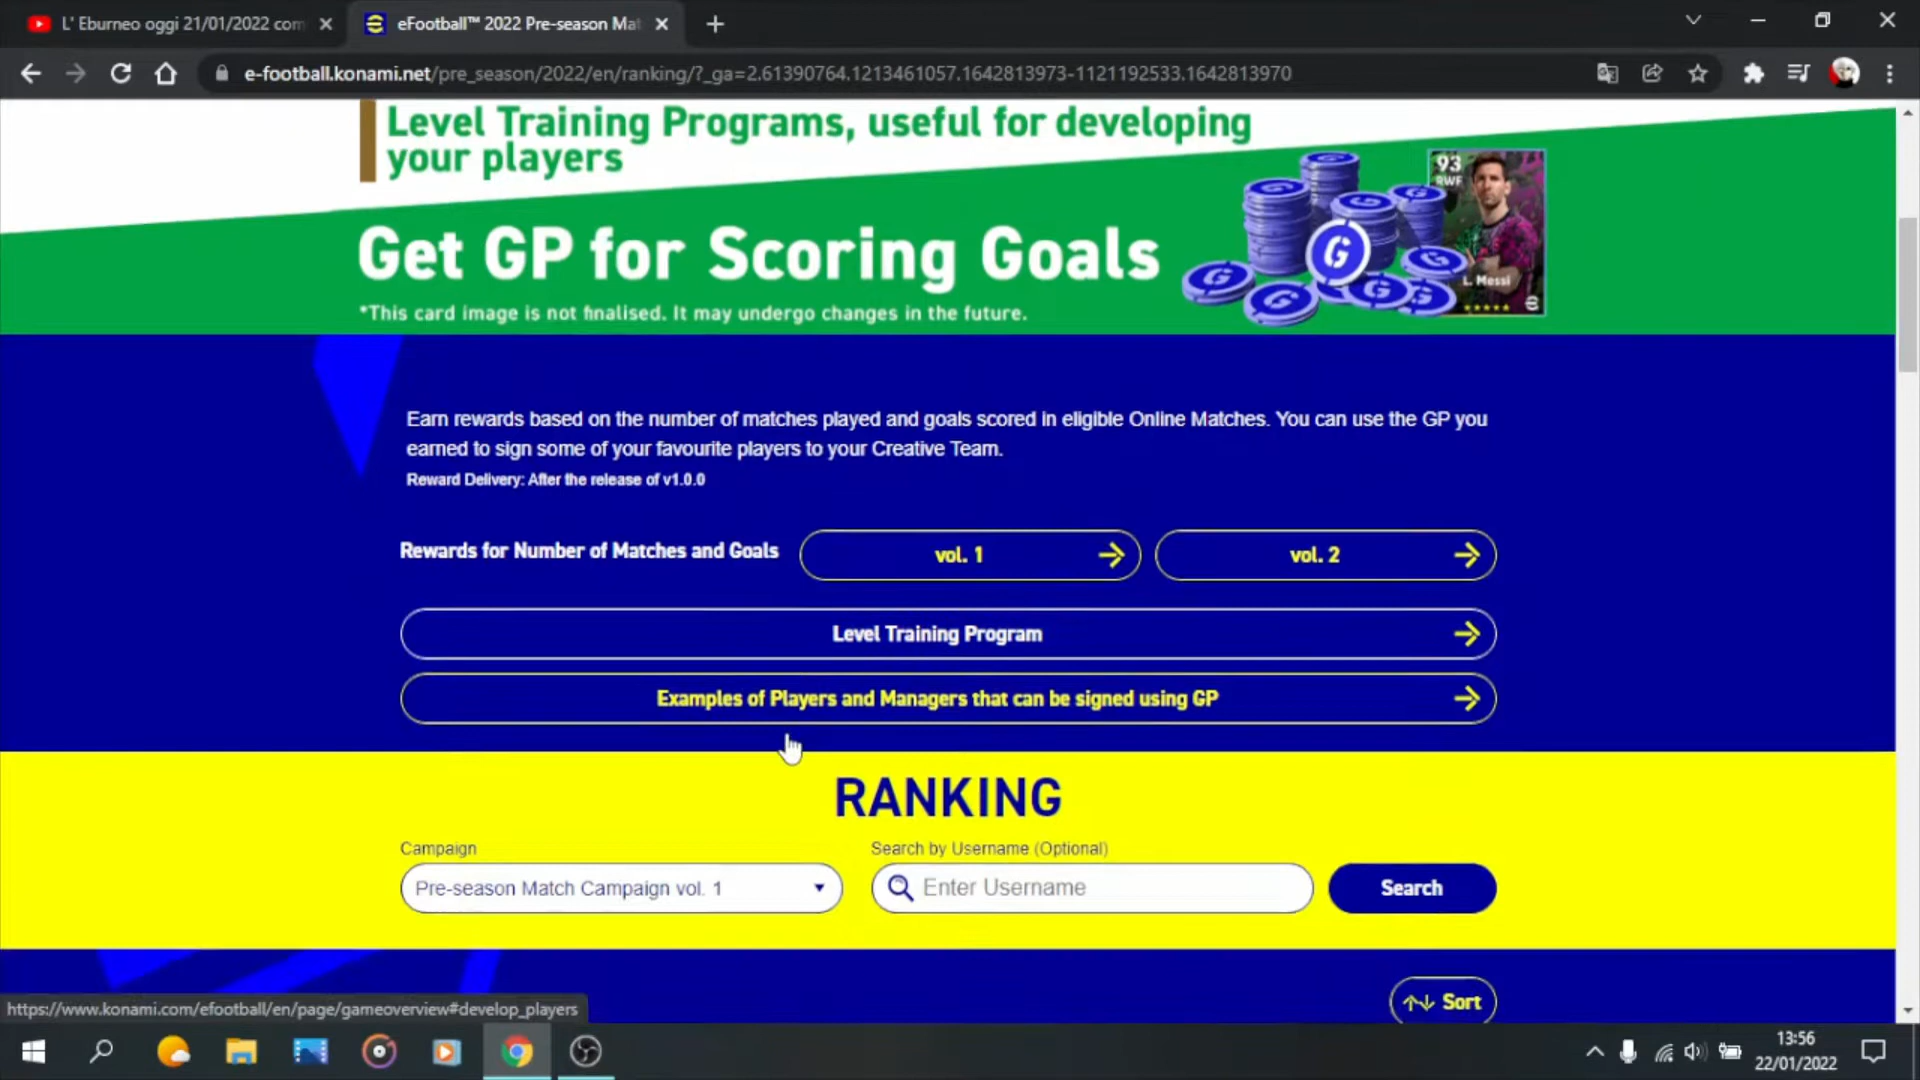 L' Eburneo oggi 21/01/2022 com
eFootball™ 2022 Pre-season Mat
e-football.konami.net/pre_season/2022/en/ranking/?_ga=2.61390764.1213461057.1642813973-1121192533.1642813970
Level Training Programs, useful for developing
your players
Get GP for Scoring Goals
*This card image is not finalised. It may undergo changes in the future.
93
RWF
L. Messi
Earn rewards based on the number of matches played and goals scored in eligible Online Matches. You can use the GP you
earned to sign some of your favourite players to your Creative Team.
Reward Delivery: After the release of v1.0.0
Rewards for Number of Matches and Goals
vol. 1
vol. 2
Level Training Program
Examples of Players and Managers that can be signed using GP
RANKING
Campaign
Search by Username (Optional)
Pre-season Match Campaign vol. 1
Enter Username
Search
Sort
https://www.konami.com/efootball/en/page/gameoverview#develop_players
13:56
22/01/2022